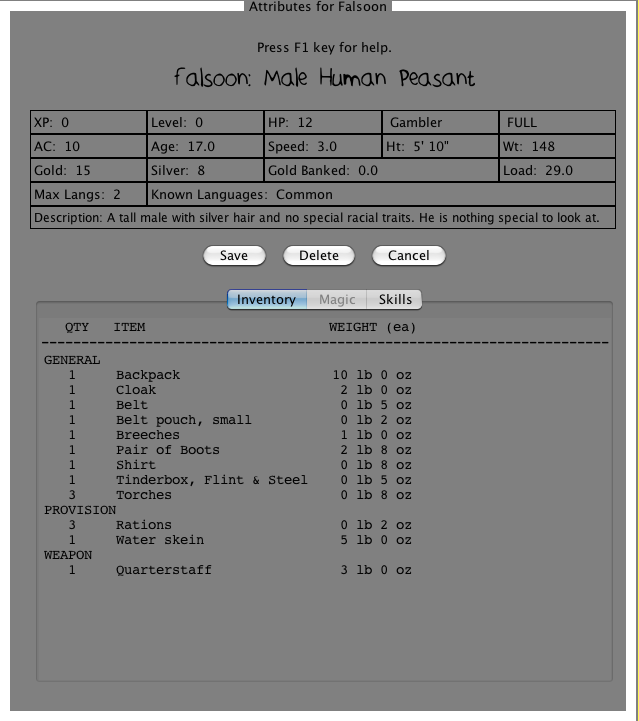 Attributes for Falsoon
Press F1 key for help.
Falsoon: Male Human Peasant
XP: 0 Level: 0 HP: 12 Gambler FULL
AC: 10 Age: 17.0 Speed: 3.0 Ht: 5' 10" Wt: 148
Gold: 15 Silver: 8 Gold Banked: 0.0 Load: 29.0
Max Langs: 2 Known Languages: Common
Description: A tall male with silver hair and no special racial traits. He is nothing special to look at.
Save Delete Cancel
Inventory Magic Skills
QTY ITEM WEIGHT (ea)
--------------------------------------------------------------------------------
GENERAL
1 Backpack 10 lb 0 oz
1 Cloak 2 lb 0 oz
1 Belt 0 lb 5 oz
1 Belt pouch, small 0 lb 2 oz
1 Breeches 1 lb 0 oz
1 Pair of Boots 2 lb 8 oz
1 Shirt 0 lb 8 oz
1 Tinderbox, Flint & Steel 0 lb 5 oz
3 Torches 0 lb 8 oz
PROVISION
3 Rations 0 lb 2 oz
1 Water skein 5 lb 0 oz
WEAPON
1 Quarterstaff 3 lb 0 oz